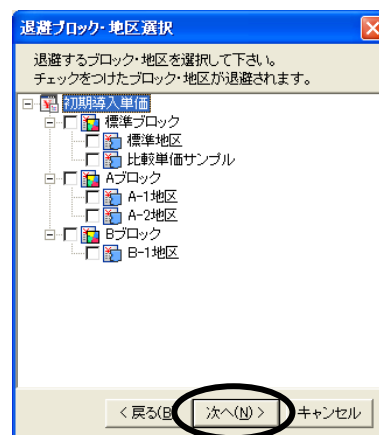 退避ブロック・地区選択
退避するブロック・地区を選択して下さい。
チェックをつけたブロック・地区が退避されます。
初期導入単価
標準ブロック
標準地区
比較単価サンプル
Aブロック
A-1地区
A-2地区
Bブロック
B-1地区
< 戻る(B 次へ(N) > キャンセル